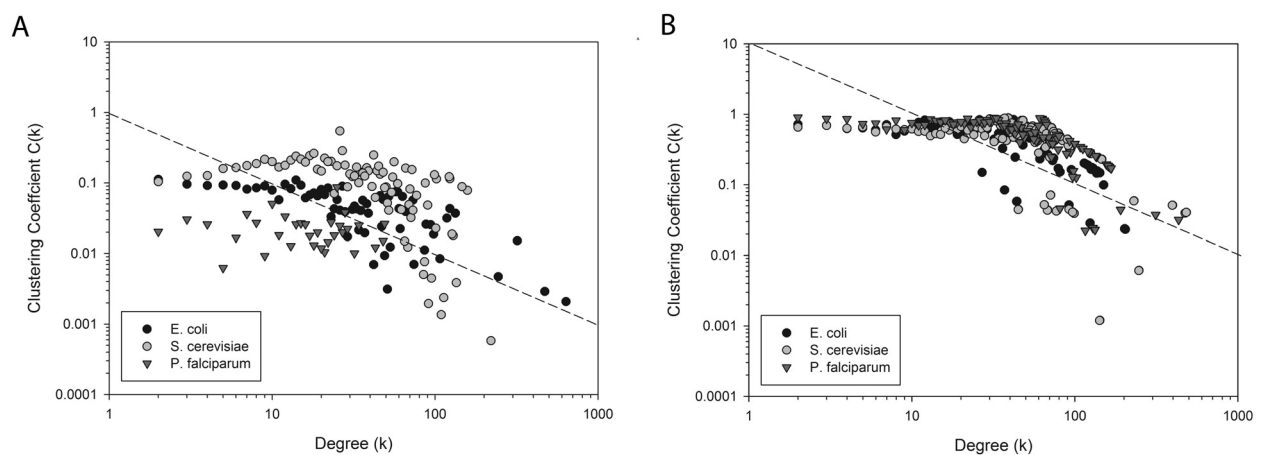 A
10
1
0.1
0.01
0.001
0.0001
Clustering Coefficient C(k)
E. coli
S. cerevisiae
P. falciparum
1
10
100
1000
Degree (k)
B
10
1
0.1
0.01
0.001
0.0001
Clustering Coefficient C(k)
E. coli
S. cerevisiae
P. falciparum
1
10
100
1000
Degree (k)